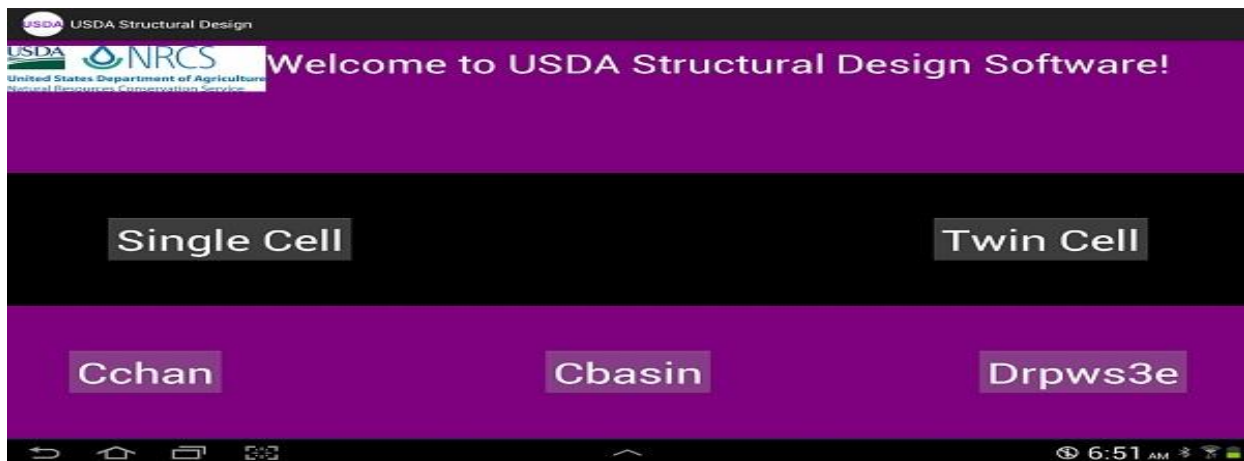 USDA USDA Structural Design
USDA NRCS
United States Department of Agriculture
Natural Resources Conservation Service
Welcome to USDA Structural Design Software!
Single Cell
Twin Cell
Cchan
Cbasin
Drpws3e
6:51 AM